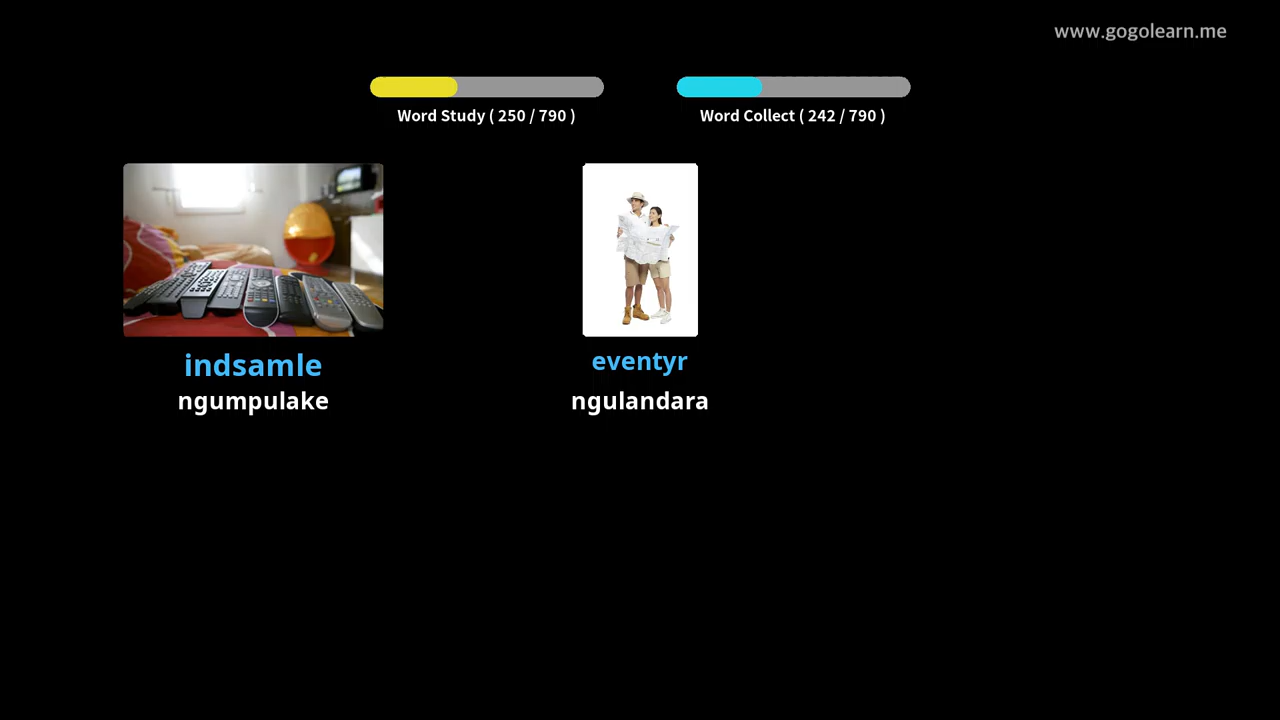 www.gogolearn.me
Word Study ( 250 / 790 )
Word Collect ( 242 / 790 )
indsamle
ngumpulake
eventyr
ngulandara